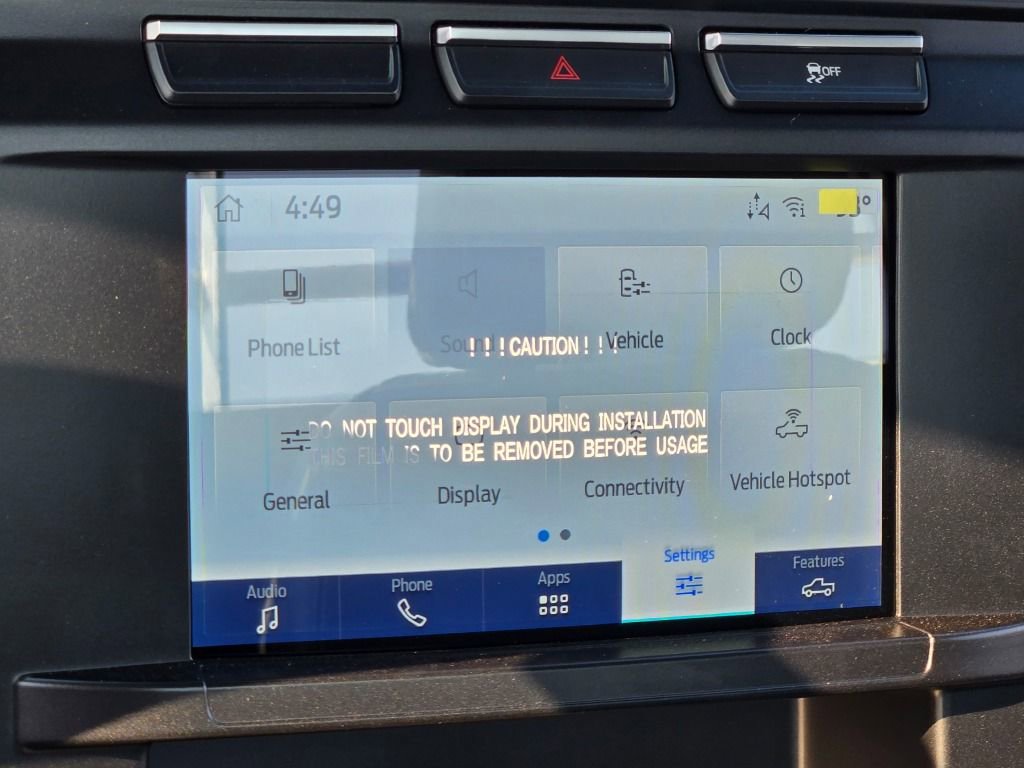 OFF
4:49
Phone List
Sound
Vehicle
Clock
! ! !CAUTION! ! !
DO NOT TOUCH DISPLAY DURING INSTALLATION
THIS FILM IS TO BE REMOVED BEFORE USAGE
General
Display
Connectivity
Vehicle Hotspot
Audio
Phone
Apps
Settings
Features